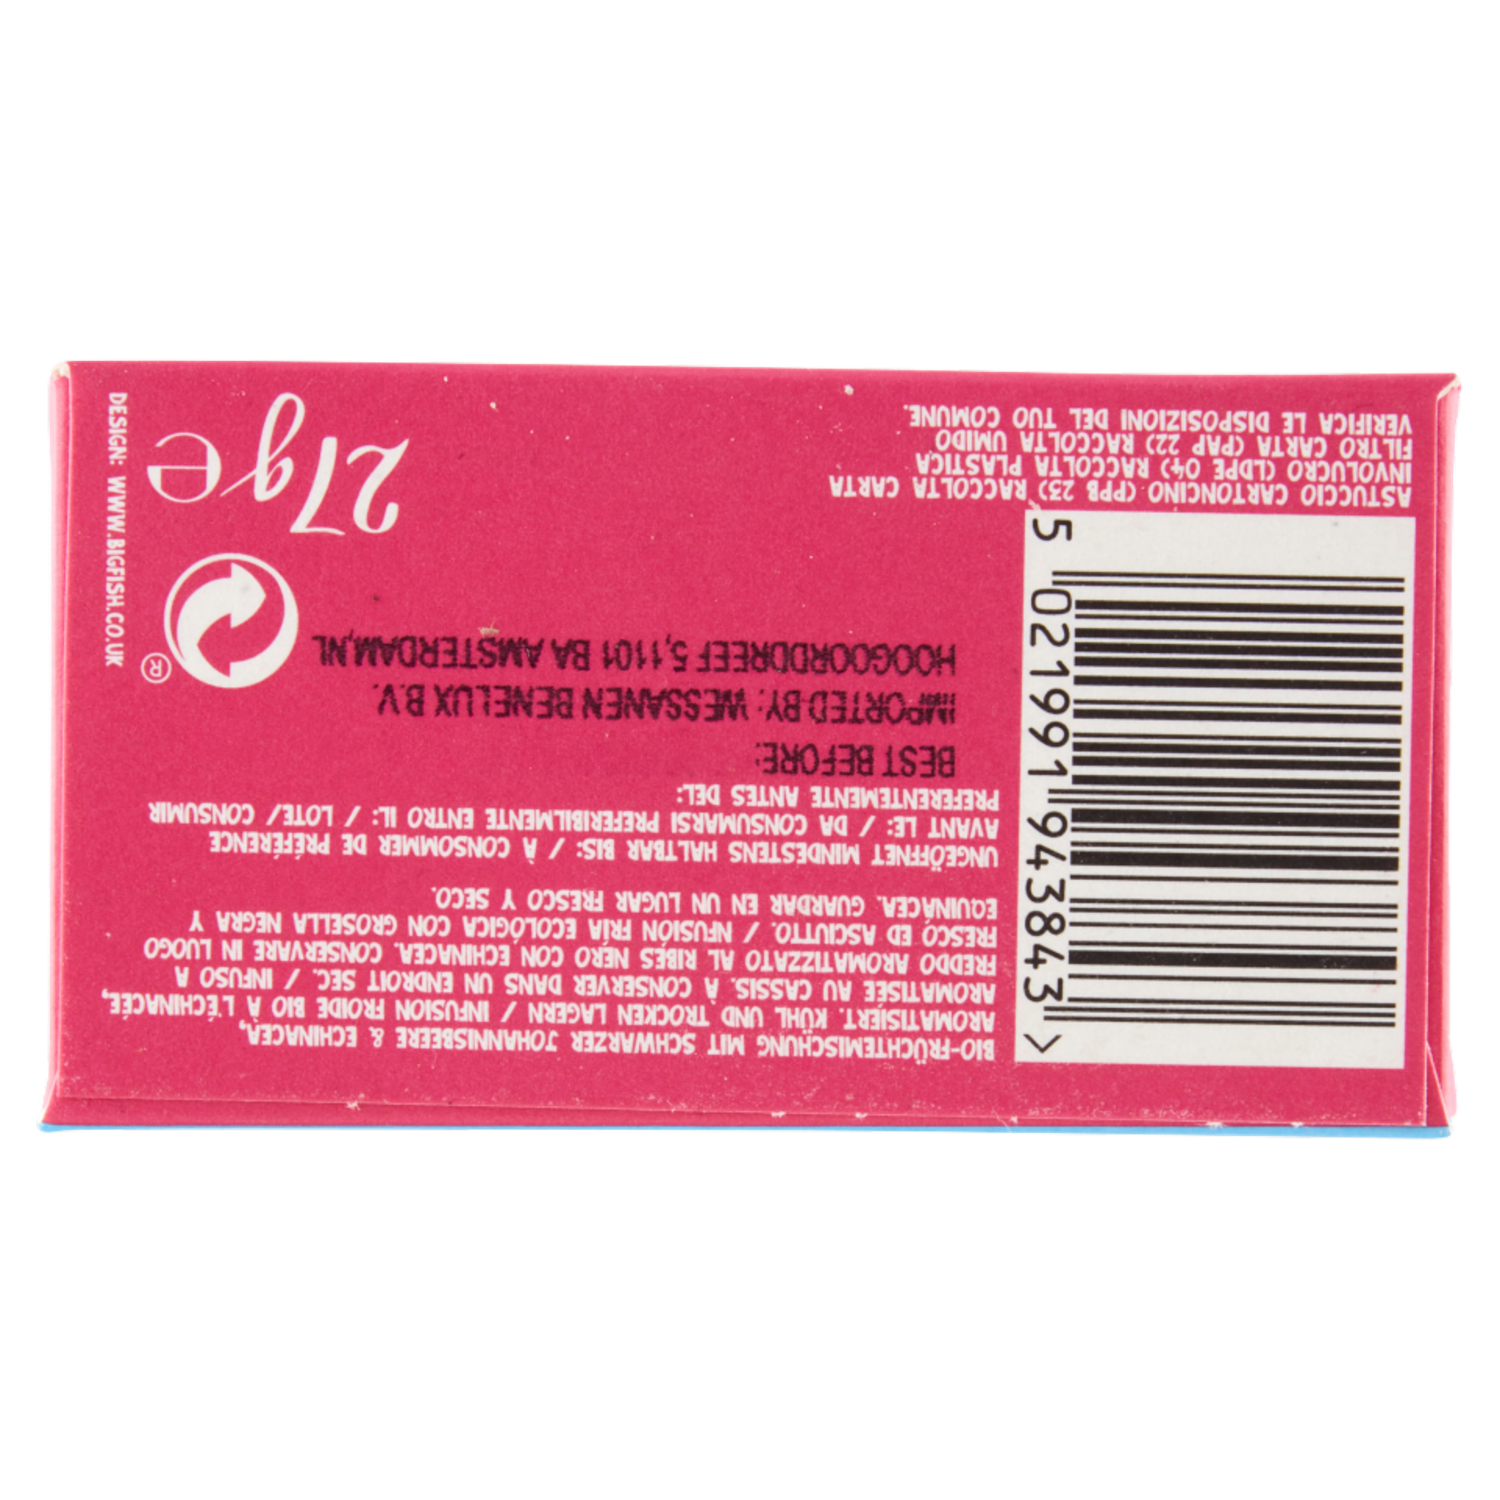 BIO-FRÜCHTEMISCHUNG MIT SCHWARZER JOHANNISBEERE & ECHINACEA,
AROMATISIERT. KÜHL UND TROCKEN LAGERN / INFUSION FROIDE BIO À L'ÉCHINACÉE,
AROMATISÉE AU CASSIS. À CONSERVER DANS UN ENDROIT SEC. / INFUSO A
FREDDO AROMATIZZATO AL RIBES NERO CON ECHINACEA. CONSERVARE IN LUOGO
FRESCO ED ASCIUTTO. / NFUSIÓN FRÍA ECOLÓGICA CON GROSELLA NEGRA Y
EQUINÁCEA. GUARDAR EN UN LUGAR FRESCO Y SECO.
UNGEÖFFNET MINDESTENS HALTBAR BIS: / À CONSOMMER DE PRÉFÉRENCE
AVANT LE: / DA CONSUMARSI PREFERIBILMENTE ENTRO IL: / LOTE/ CONSUMIR
PREFERENTEMENTE ANTES DEL:
BEST BEFORE:
IMPORTED BY: WESSANEN BENELUX B.V.
HOOGOORDDREEF 5,1101 BA AMSTERDAM,NL
®
27g e
DESIGN: WWW.BIGFISH.CO.UK
5 021991 943843 >
ASTUCCIO CARTONCINO (PPB 23) RACCOLTA CARTA
INVOLUCRO (LDPE 04) RACCOLTA PLASTICA
FILTRO CARTA (PAP 22) RACCOLTA UMIDO
VERIFICA LE DISPOSIZIONI DEL TUO COMUNE.